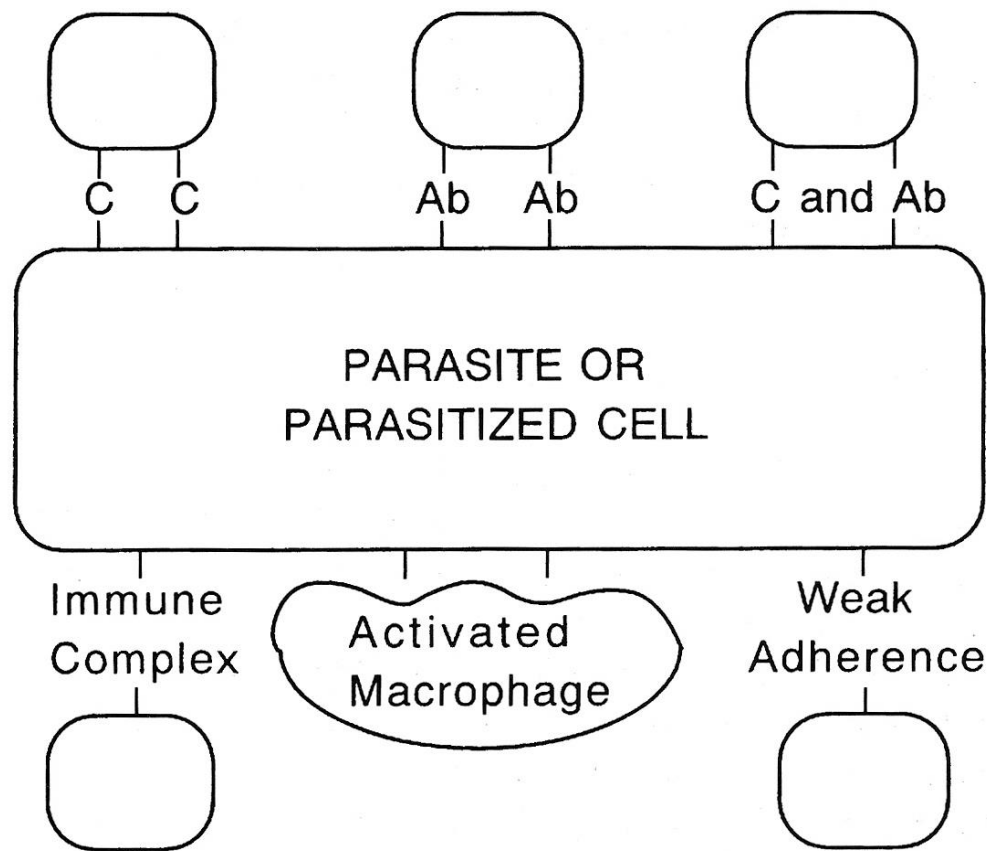 C C Ab Ab C and Ab
PARASITE OR
PARASITIZED CELL
Immune
Complex
Activated
Macrophage
Weak
Adherence